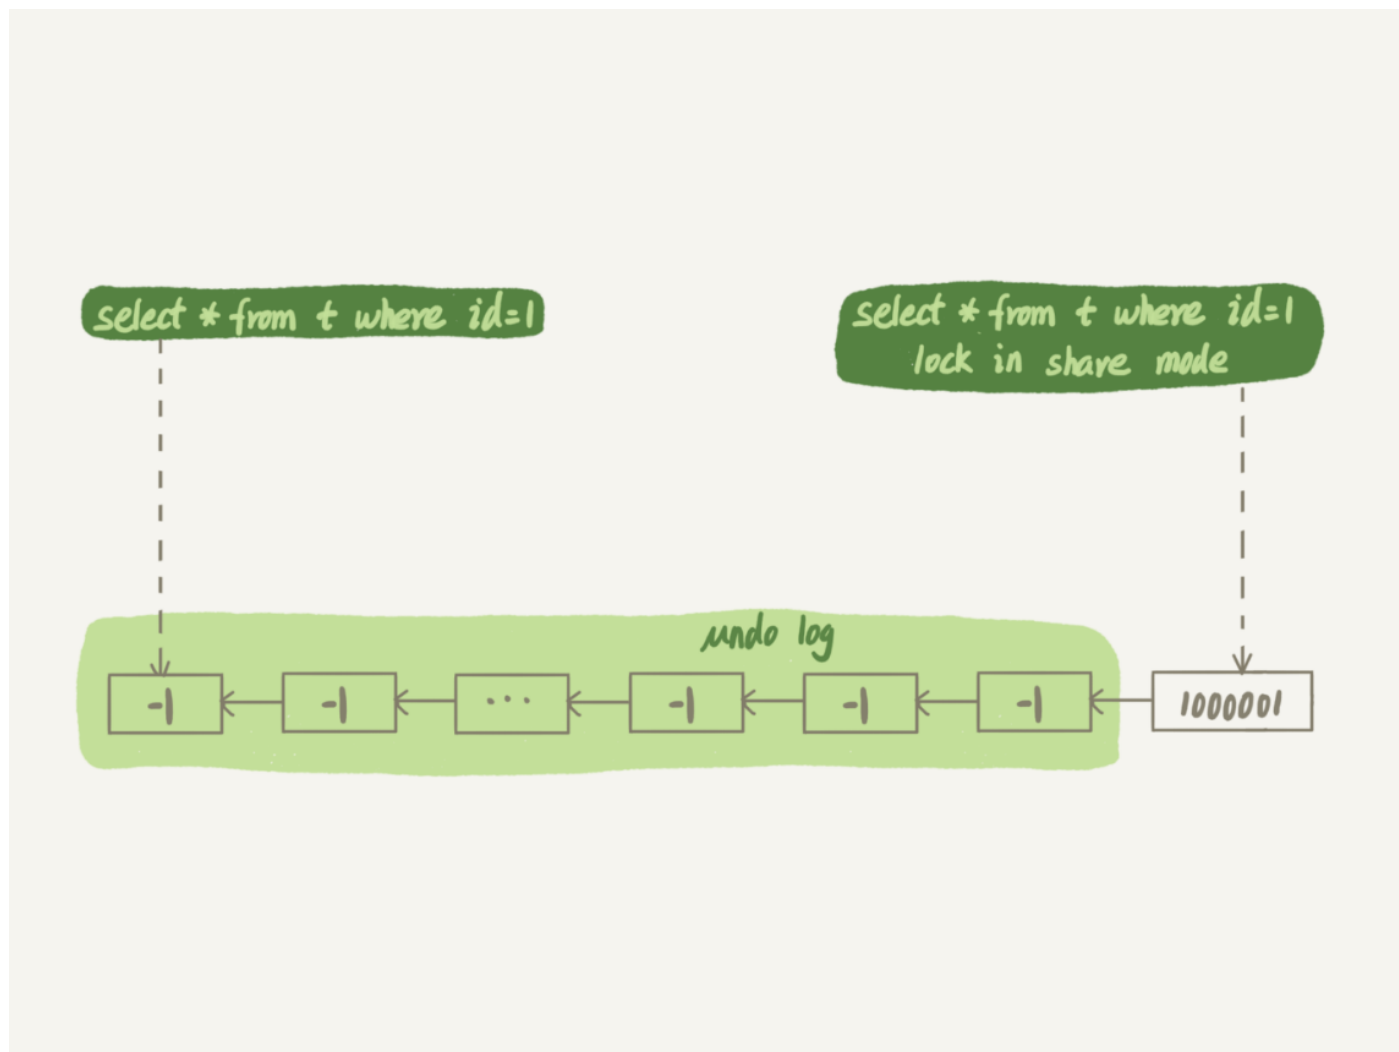 select * from t where id=1
select * from t where id=1
lock in share mode
undo log
-1
-1
...
-1
-1
-1
1000001